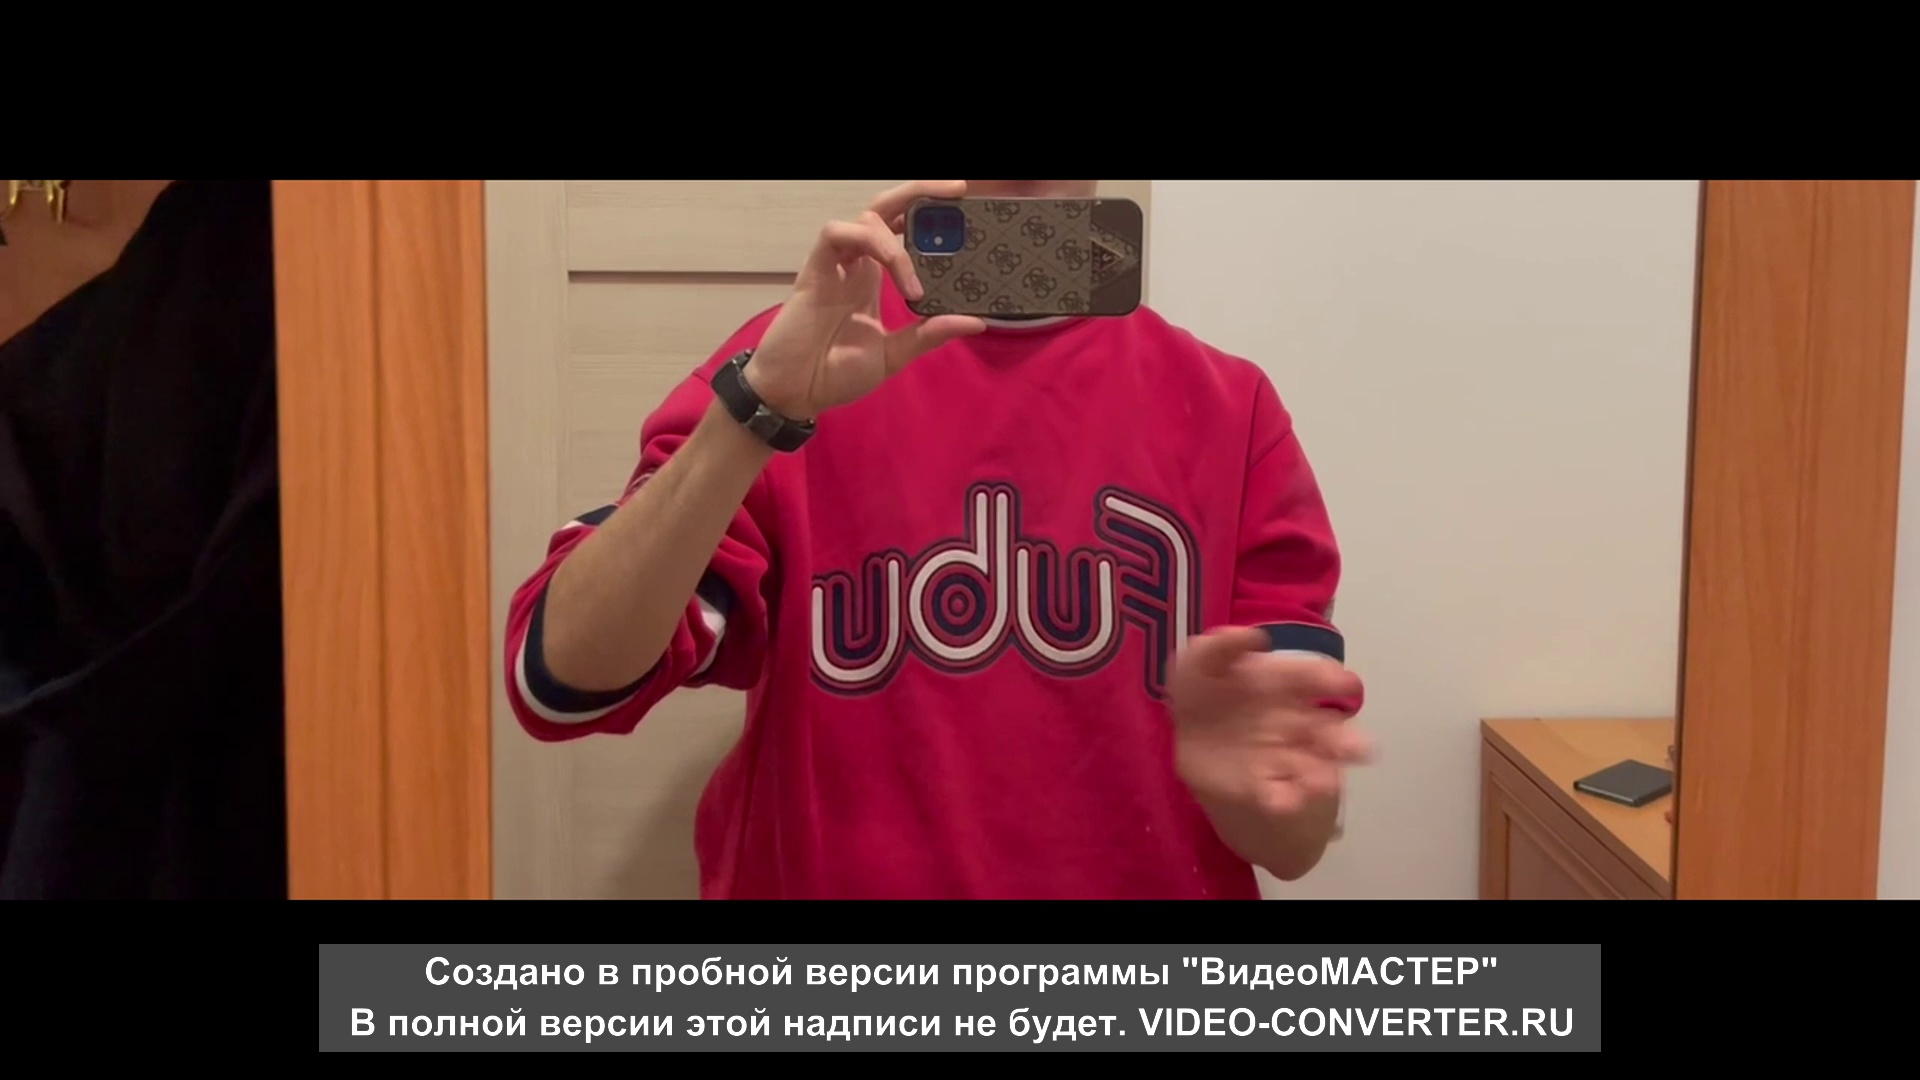 Fubu
Создано в пробной версии программы "ВидеоМАСТЕР"
В полной версии этой надписи не будет. VIDEO-CONVERTER.RU